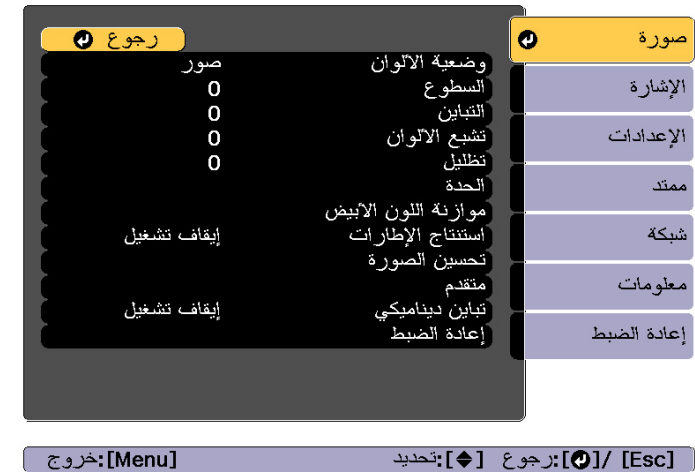 صورة
الإشارة
الإعدادات
ممتد
شبكة
معلومات
إعادة الضبط
رجوع
وضعية الألوان صور
السطوع 0
التباين 0
تشبع الألوان 0
تظليل 0
الحدة
موازنة اللون الأبيض
استنتاج الإطارات إيقاف تشغيل
تحسين الصورة
متقدم
تباين ديناميكي إيقاف تشغيل
إعادة الضبط
[Esc] /[]:رجوع []:تحديد [Menu]:خروج